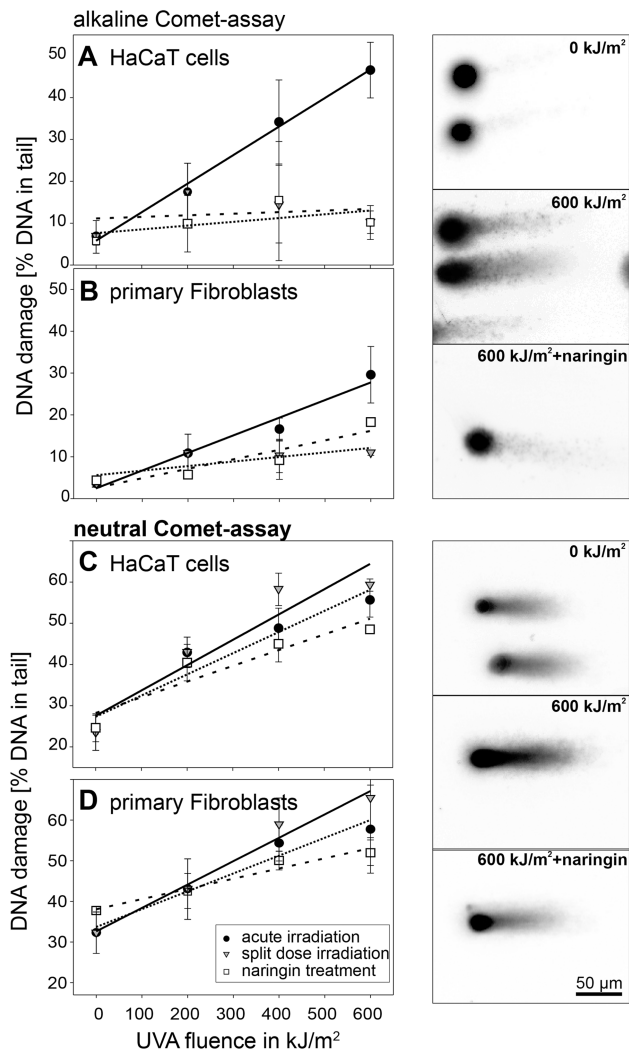 alkaline Comet-assay
A HaCaT cells
50
40
30
20
10
0
B primary Fibroblasts
50
40
30
20
10
0
DNA damage [% DNA in tail]
0 kJ/m²
600 kJ/m²
600 kJ/m²+naringin
neutral Comet-assay
C HaCaT cells
60
50
40
30
20
D primary Fibroblasts
60
50
40
30
20
DNA damage [% DNA in tail]
acute irradiation
split dose irradiation
naringin treatment
0 100 200 300 400 500 600
UVA fluence in kJ/m²
0 kJ/m²
600 kJ/m²
600 kJ/m²+naringin
50 µm